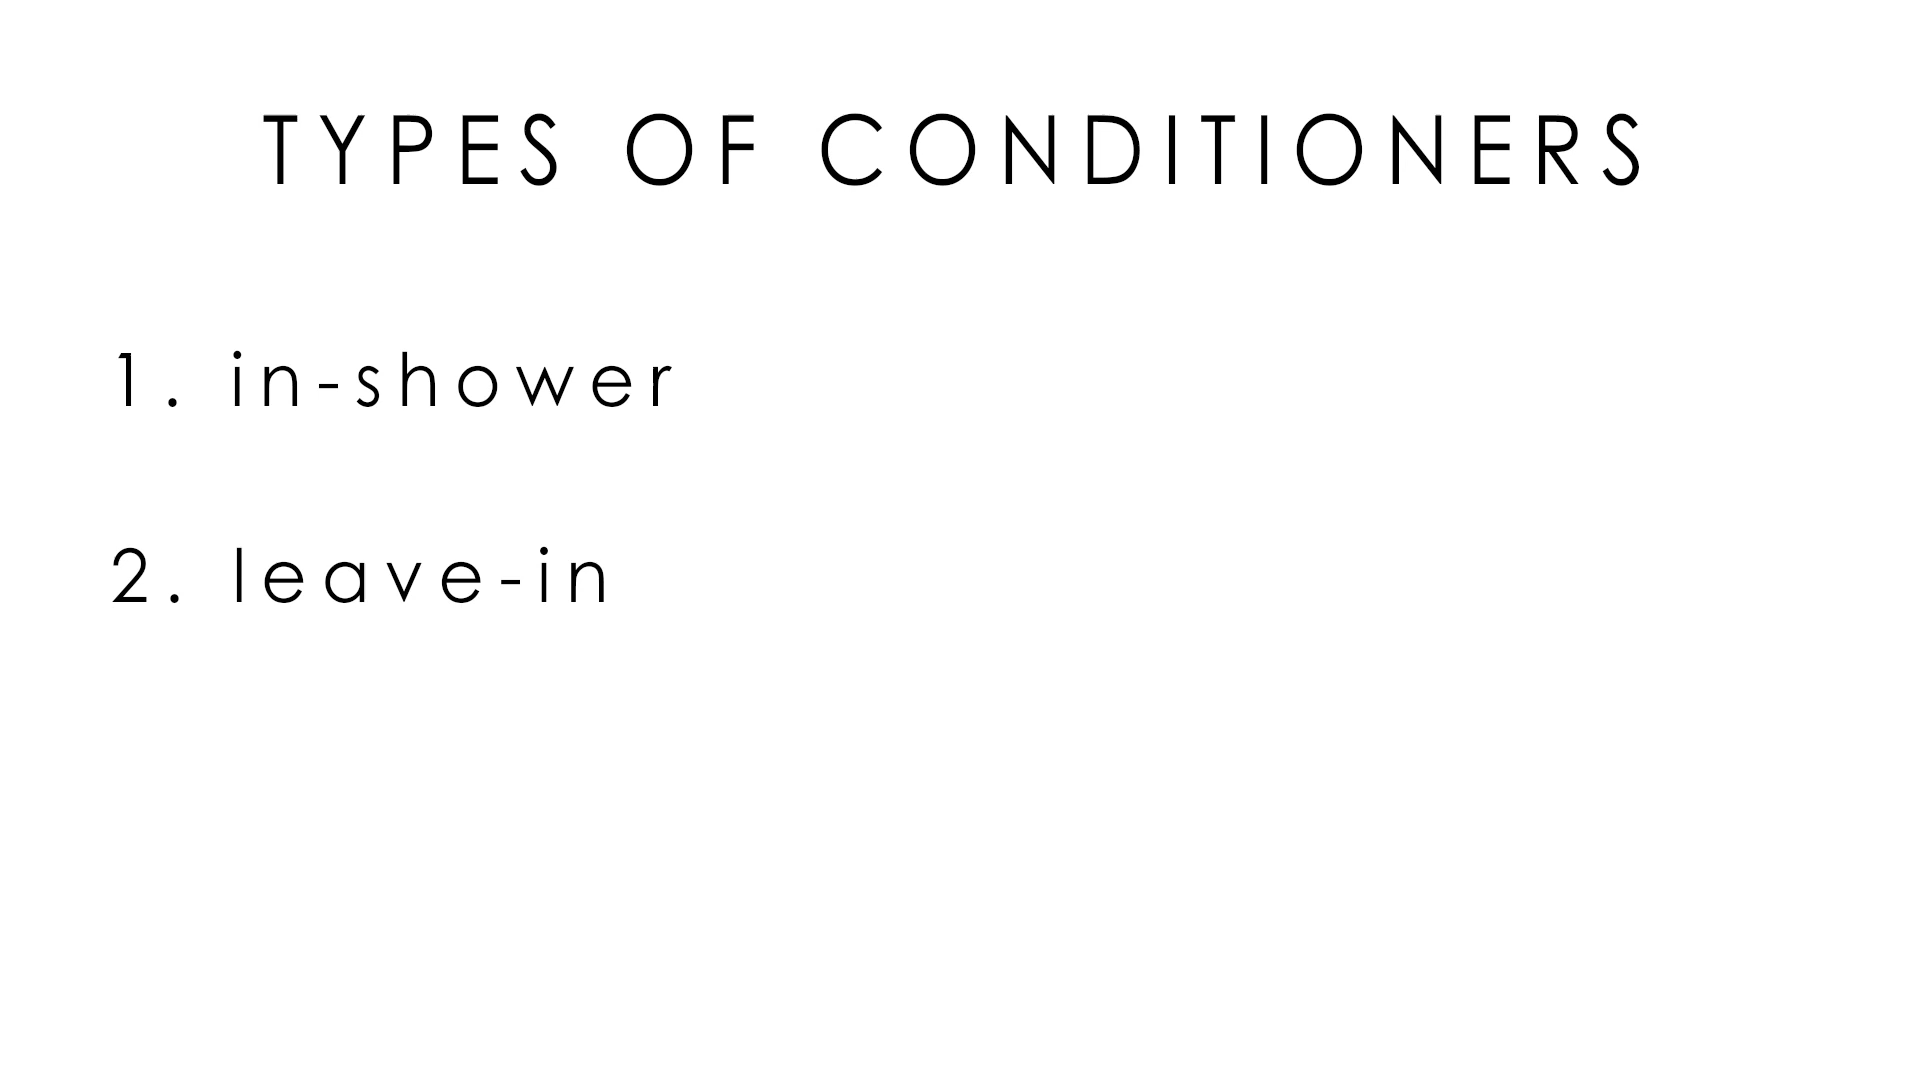 TYPES OF CONDITIONERS
1. in-shower
2. leave-in